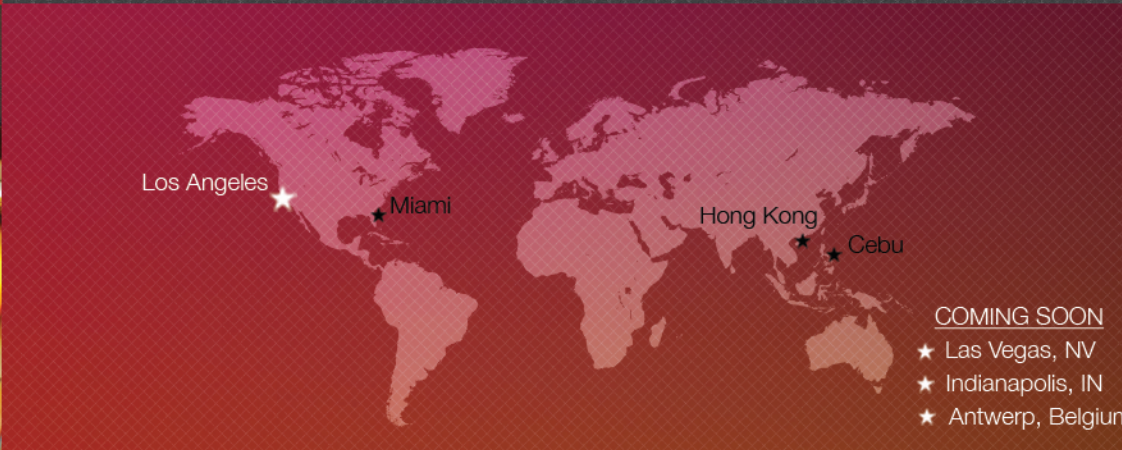 Los Angeles
Miami
Hong Kong
Cebu
COMING SOON
Las Vegas, NV
Indianapolis, IN
Antwerp, Belgium